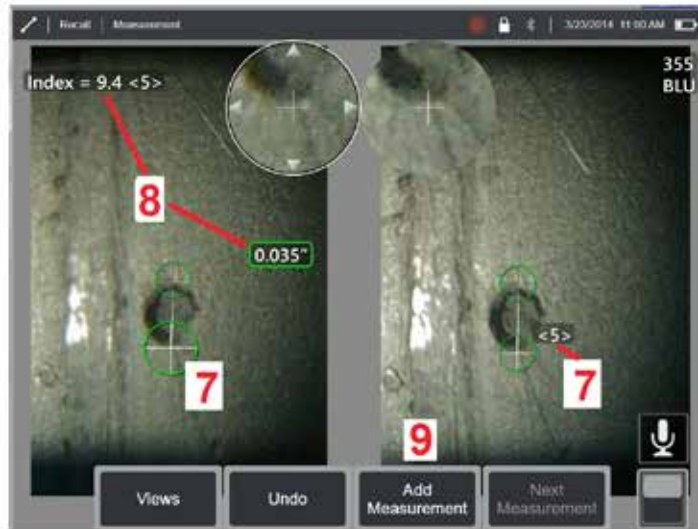 Recall | Measurement
3/23/2014 11:00 AM
Index = 9.4 <5>
355
BLU
8
0.035"
<5>
7
7
9
Views
Undo
Add
Measurement
Next
Measurement